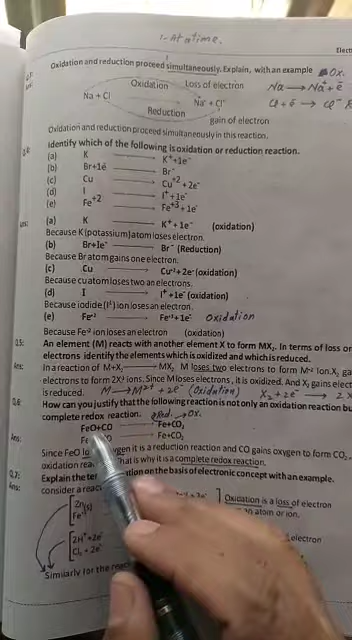 1-At a time.
Electi
Oxidation and reduction proceed simultaneously. Explain, with an example Ox.
Oxidation Loss of electron
Na → Na⁺ + ē
Na + Cl → Na⁺ + Cl⁻
Cl + ē → Cl⁻
Reduction gain of electron
Oxidation and reduction proceed simultaneously in this reaction.
Identify which of the following is oxidation or reduction reaction.
(a) K → K⁺+1e⁻
(b) Br+1ē → Br⁻
(c) Cu → Cu⁺²+2e⁻
(d) I → I⁺+1e⁻
(e) Fe⁺² → Fe⁺³+1e⁻
Ans: (a) K → K⁺+1e⁻ (oxidation)
Because K (potassium) atom loses electron.
(b) Br+Ie⁻ → Br⁻ (Reduction)
Because Br atom gains one electron.
(c) Cu → Cu⁺²+2e⁻ (oxidation)
Because cu atom loses two an electron.
(d) I → I⁺+1e⁻ (oxidation)
Because iodide ion loses an electron.
(e) Fe⁺² → Fe⁺³+1e⁻ Oxidation
Because Fe⁺² ion loses an electron (oxidation)
Q.5: An element (M) reacts with another element X to form MX₂. In terms of loss or
electrons identify the elements which is oxidized and which is reduced.
Ans: In a reaction of M+X₂ → MX₂ M loses two electrons to form M⁺² Ion. X₂ ga
electrons to form 2X⁻¹ ions. Since M loses electrons, it is oxidized. And X₂ gains elect
is reduced. M → M⁺² + 2e⁻ (Oxidation) X₂ + 2e⁻ → 2X
Q.6: How can you justify that the following reaction is not only an oxidation reaction bu
complete redox reaction. Red. → Ox.
FeO+CO → Fe+CO₂
Ans: Fe+CO₂
Since FeO it is a reduction reaction and CO gains oxygen to form CO₂
oxidation is why it is a complete redox reaction.
Q.7: Explain the on the basis of electronic concept with an example.
Ans: consider a Oxidation is a loss of electron
atom or ion.
2H⁺+2e⁻
Cl₂+2e⁻
electron
Similarly for the